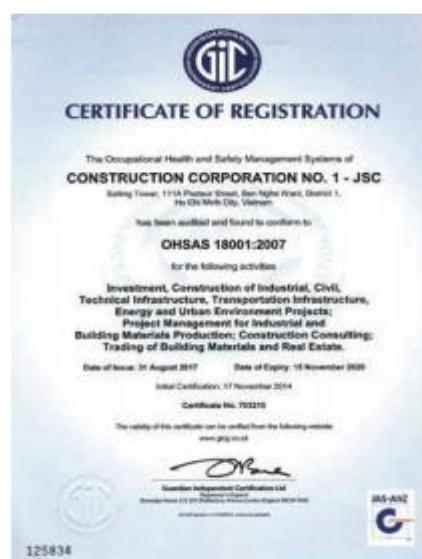 GIC
CERTIFICATE OF REGISTRATION
The Occupational Health and Safety Management Systems of
CONSTRUCTION CORPORATION NO. 1 - JSC
Sailing Tower, 111A Pasteur Street, Ben Nghe Ward, District 1,
Ho Chi Minh City, Vietnam
has been audited and found to conform to
OHSAS 18001:2007
for the following activities
Investment, Construction of Industrial, Civil,
Technical Infrastructure, Transportation Infrastructure,
Energy and Urban Environment Projects;
Project Management for Industrial and
Building Materials Production; Construction Consulting;
Trading of Building Materials and Real Estate.
Date of Issue: 31 August 2017 Date of Expiry: 15 November 2020
Initial Certification: 17 November 2014
Certificate No. 703215
The validity of this certificate can be verified from the following website
www.gicg.co.uk
Guardian Independent Certification Ltd
JAS-ANZ
125834